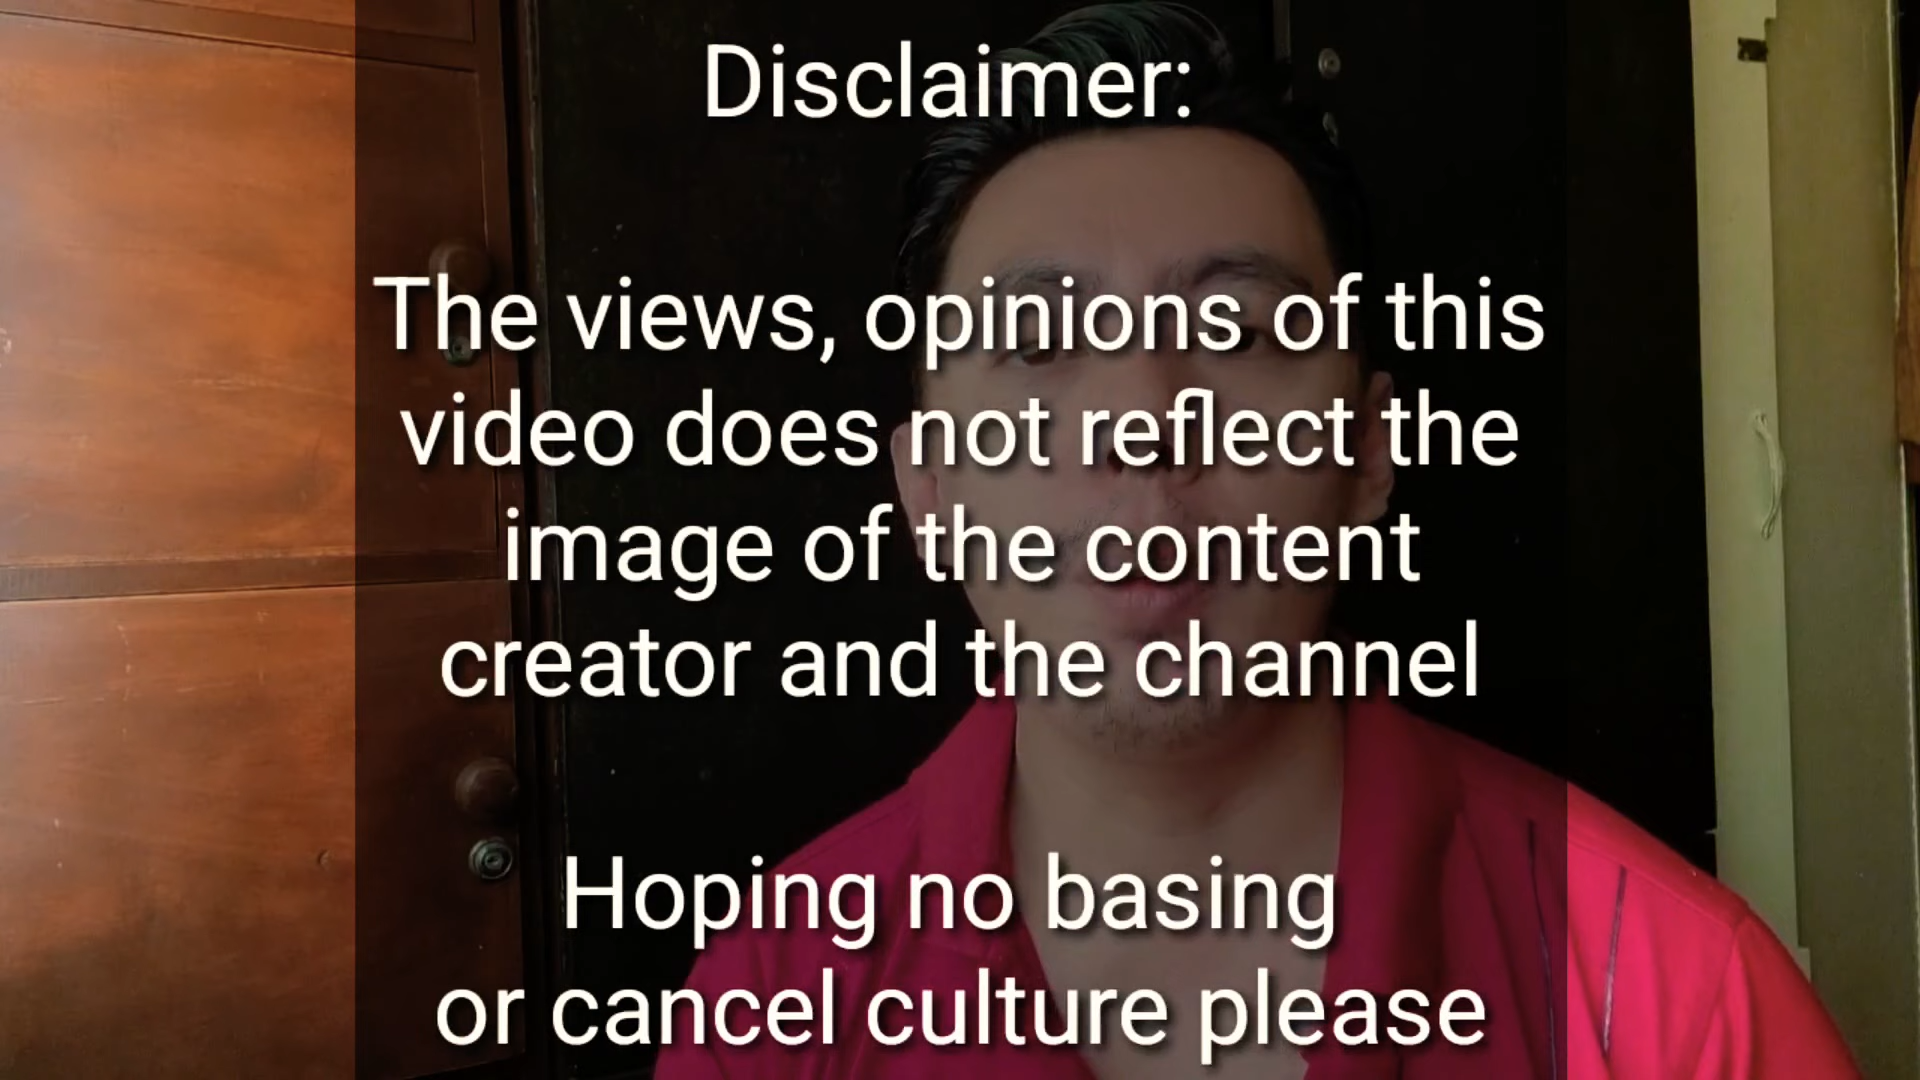 Disclaimer:
The views, opinions of this
video does not reflect the
image of the content
creator and the channel
Hoping no basing
or cancel culture please